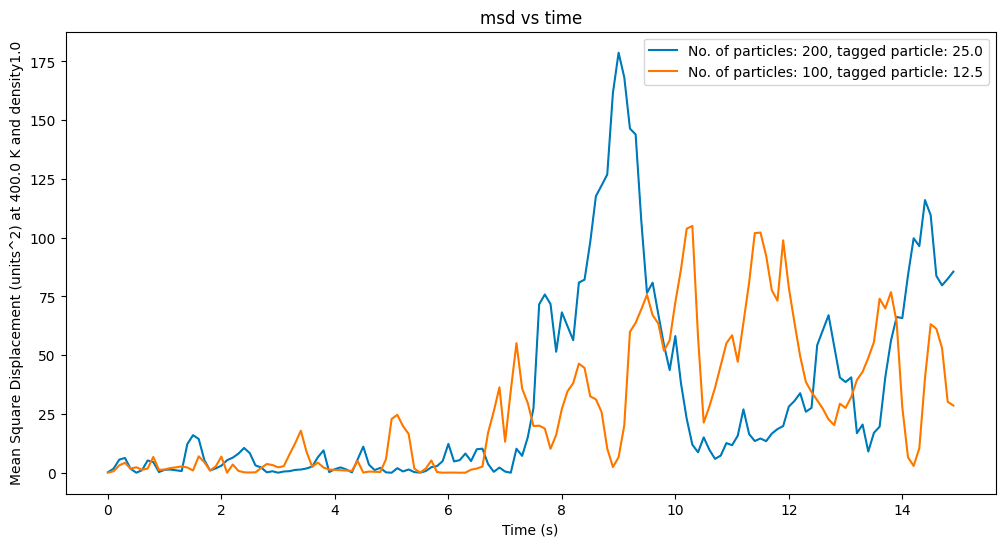 msd vs time
Mean Square Displacement (units^2) at 400.0 K and density1.0
175
150
125
100
75
50
25
0
No. of particles: 200, tagged particle: 25.0
No. of particles: 100, tagged particle: 12.5
0 2 4 6 8 10 12 14
Time (s)